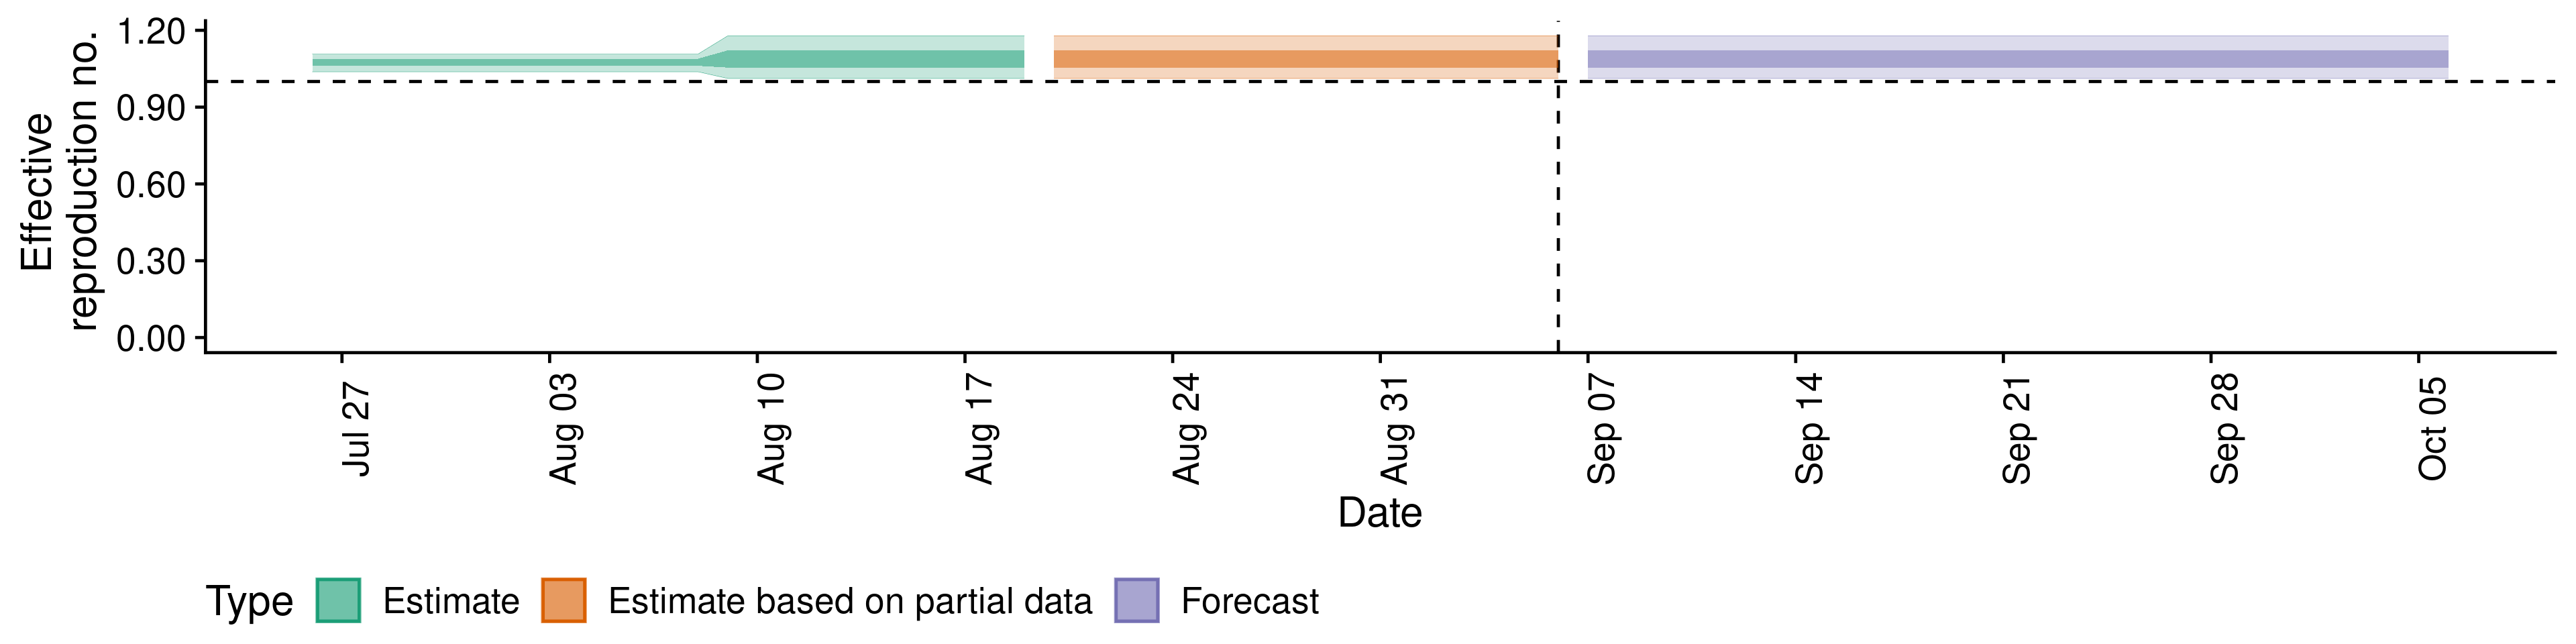 Effective
reproduction no.
1.20
0.90
0.60
0.30
0.00
Jul 27
Aug 03
Aug 10
Aug 17
Aug 24
Aug 31
Sep 07
Sep 14
Sep 21
Sep 28
Oct 05
Date
Type Estimate Estimate based on partial data Forecast